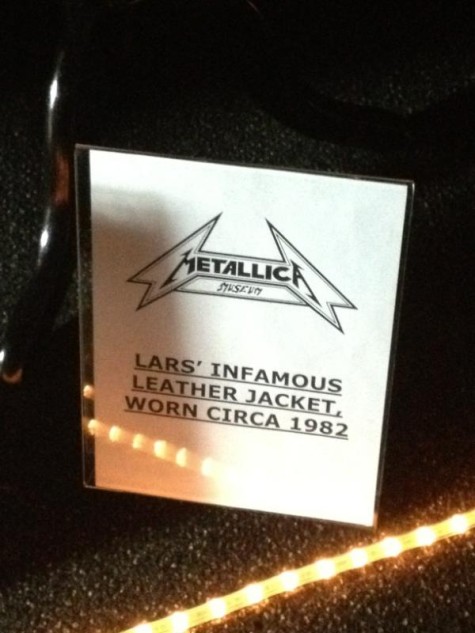 METALLICA
MUSEUM
LARS' INFAMOUS
LEATHER JACKET,
WORN CIRCA 1982